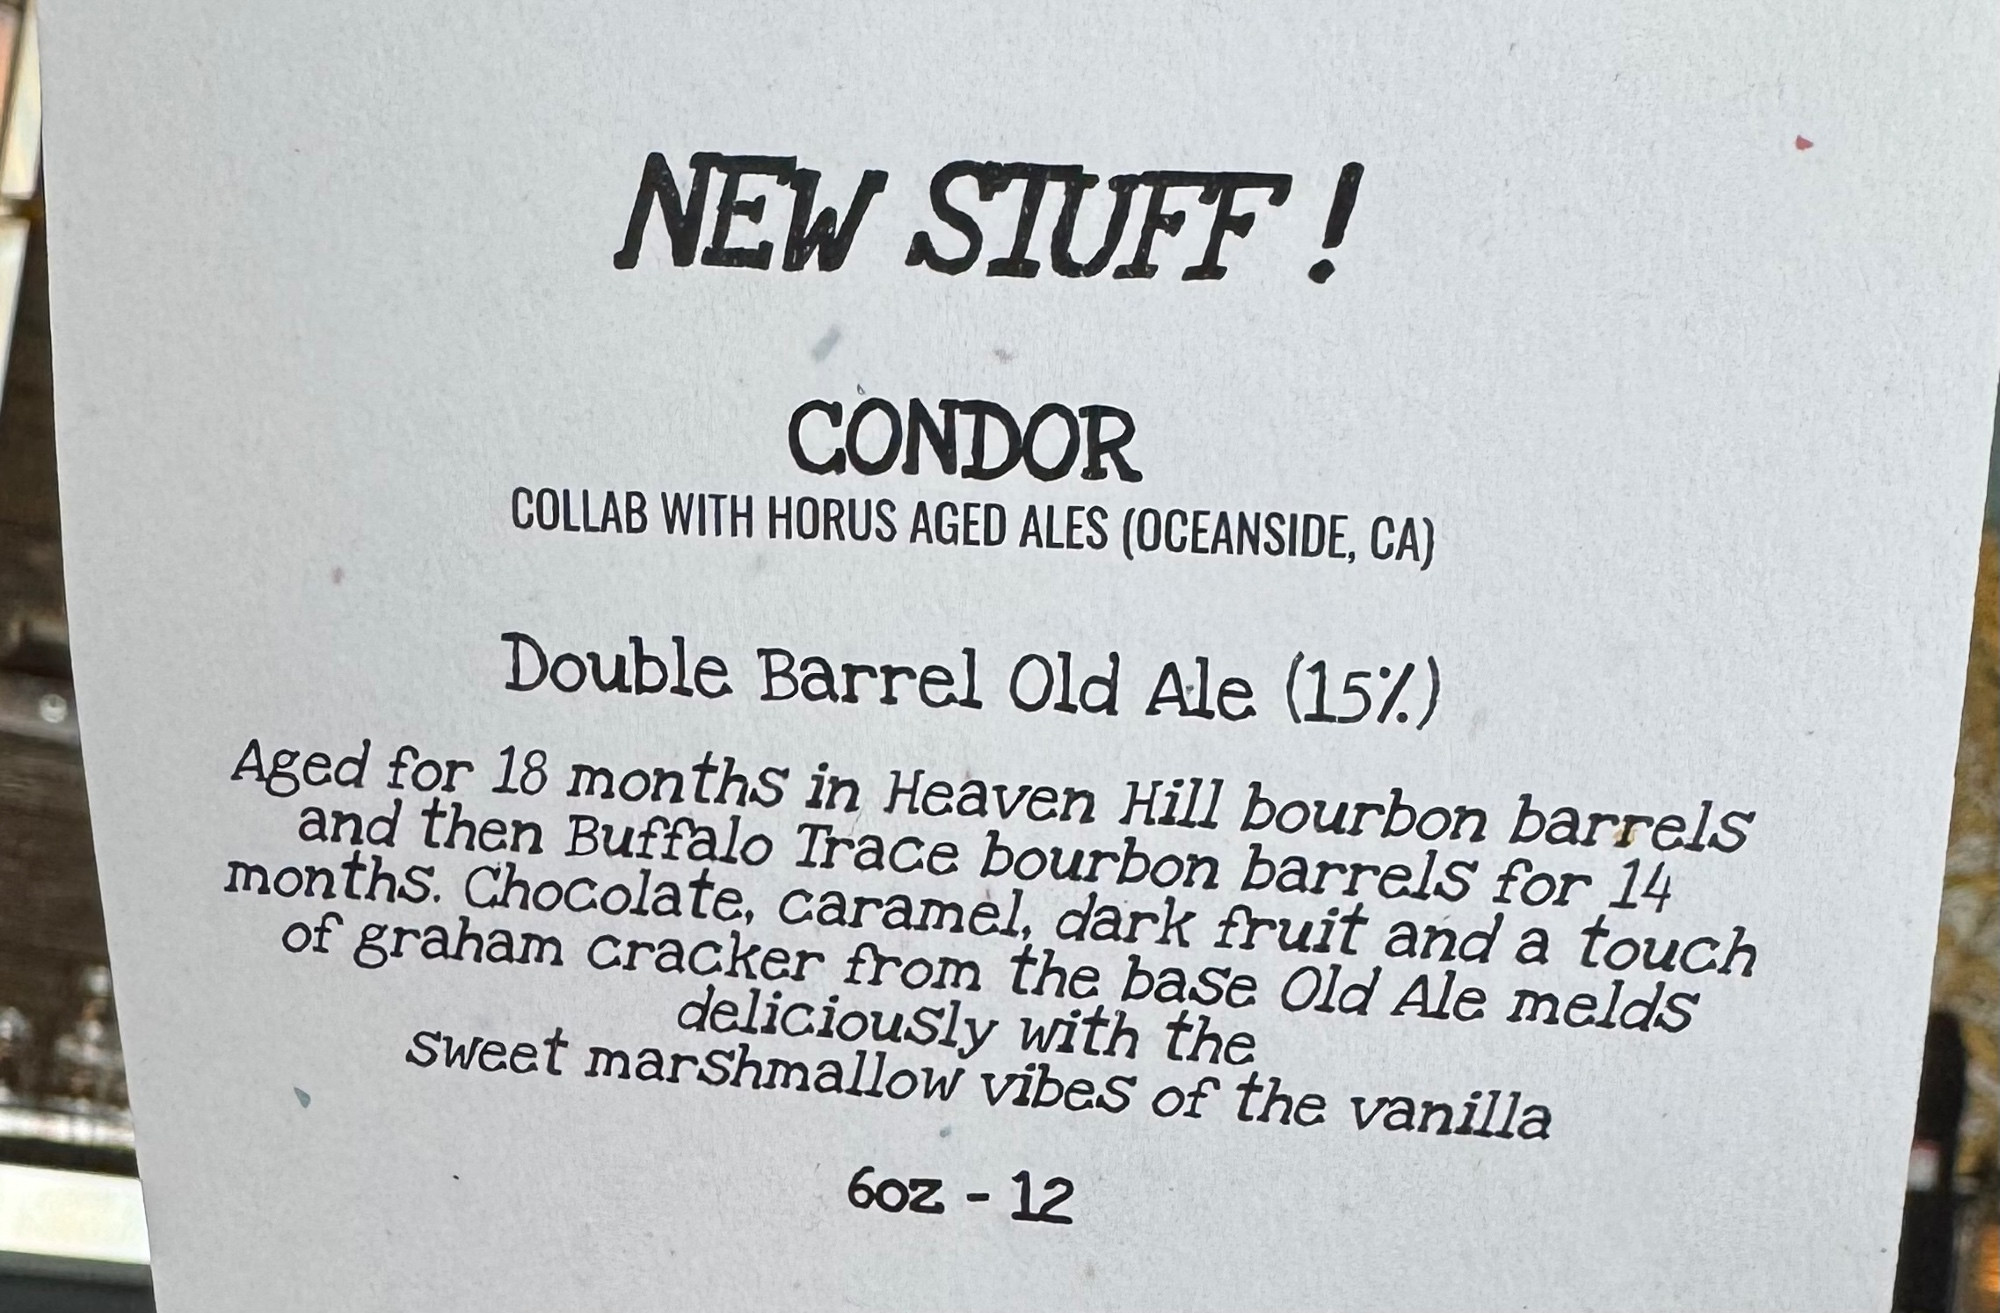 NEW STUFF !
CONDOR
COLLAB WITH HORUS AGED ALES (OCEANSIDE, CA)
Double Barrel Old Ale (15%)
Aged for 18 months in Heaven Hill bourbon barrels
and then Buffalo Trace bourbon barrels for 14
months. Chocolate, caramel, dark fruit and a touch
of graham cracker from the base Old Ale melds
deliciously with the
sweet marshmallow vibes of the vanilla
6oz - 12